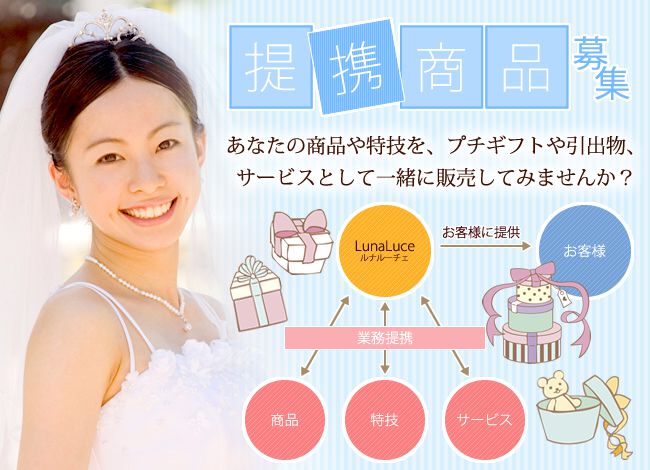 提携商品募集
あなたの商品や特技を、プチギフトや引出物、
サービスとして一緒に販売してみませんか？
LunaLuce
ルナルーチェ
お客様に提供
お客様
業務提携
商品
特技
サービス